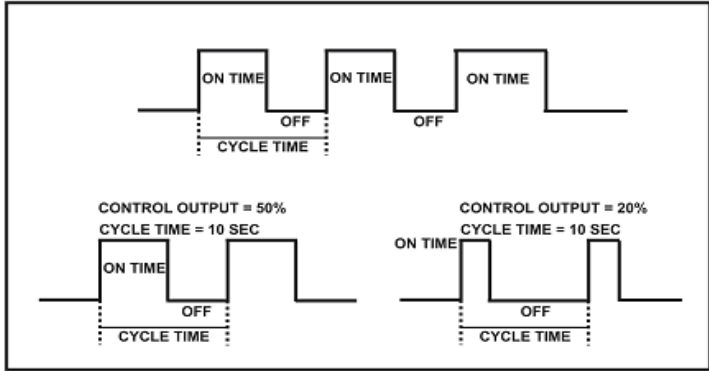 ON TIME
ON TIME
ON TIME
OFF
OFF
CYCLE TIME
CONTROL OUTPUT = 50%
CYCLE TIME = 10 SEC
ON TIME
OFF
CYCLE TIME
CONTROL OUTPUT = 20%
CYCLE TIME = 10 SEC
ON TIME
OFF
CYCLE TIME